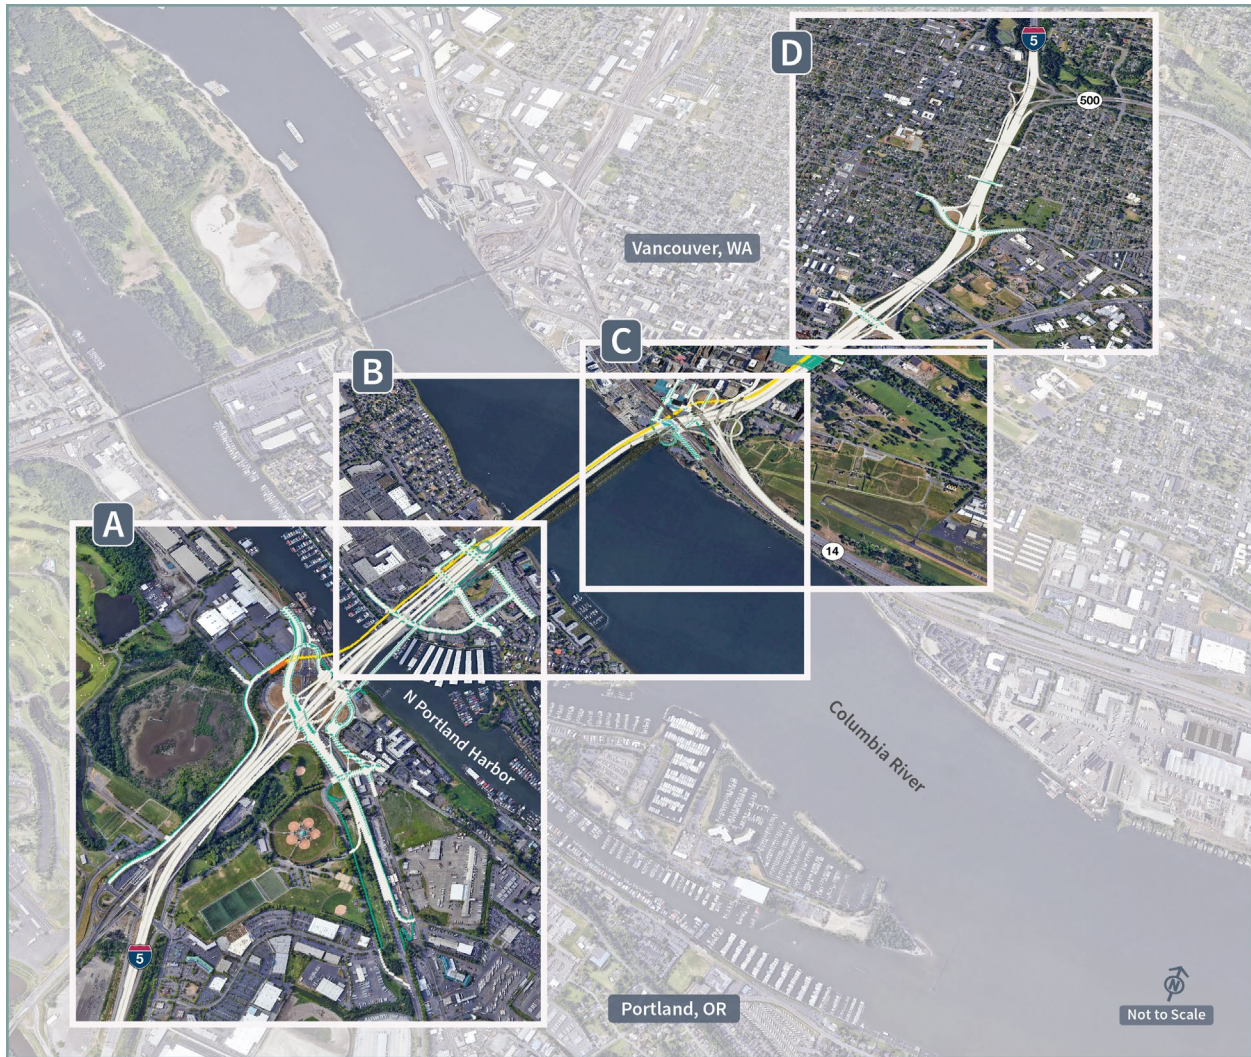 D
5
500
Vancouver, WA
C
B
14
A
N Portland Harbor
Columbia River
5
Portland, OR
N
Not to Scale